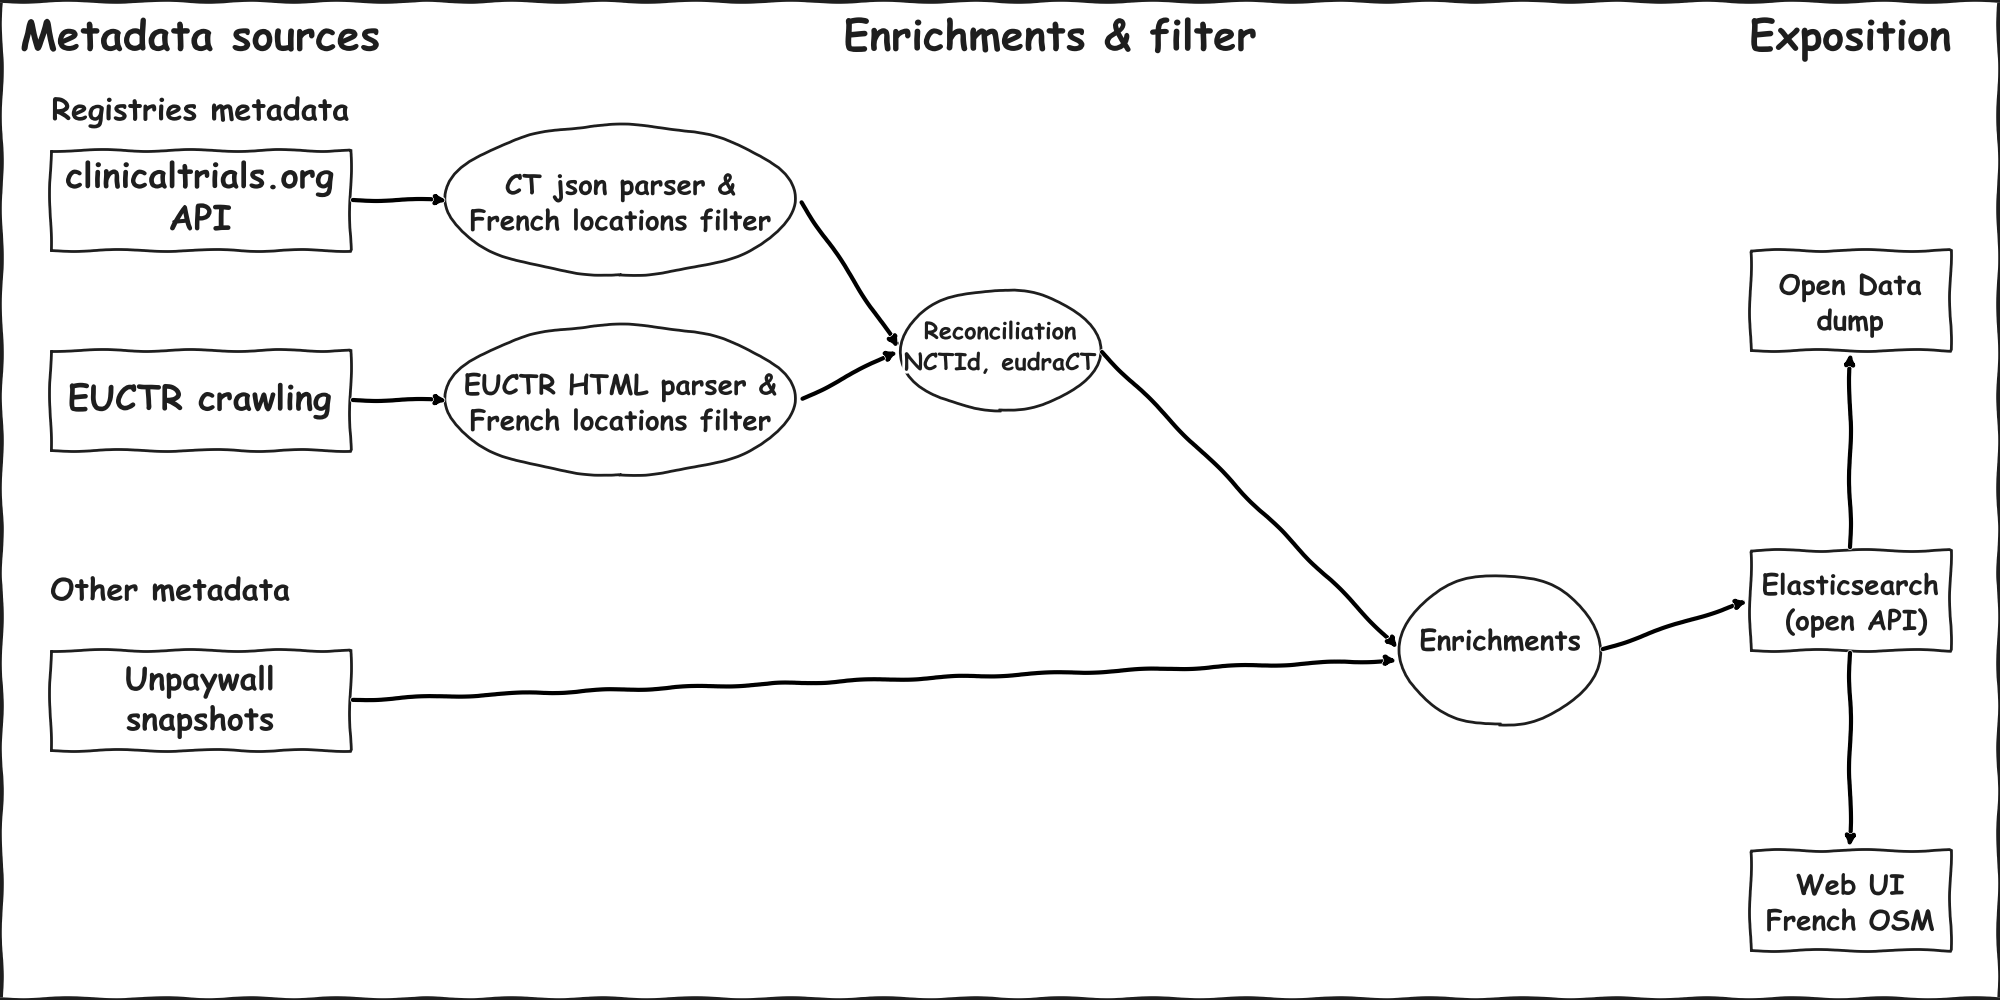 Metadata sources
Enrichments & filter
Exposition
Registries metadata
clinicaltrials.org
API
CT json parser &
French locations filter
EUCTR crawling
EUCTR HTML parser &
French locations filter
Reconciliation
NCTId, eudraCT
Other metadata
Unpaywall
snapshots
Enrichments
Open Data
dump
Elasticsearch
(open API)
Web UI
French OSM